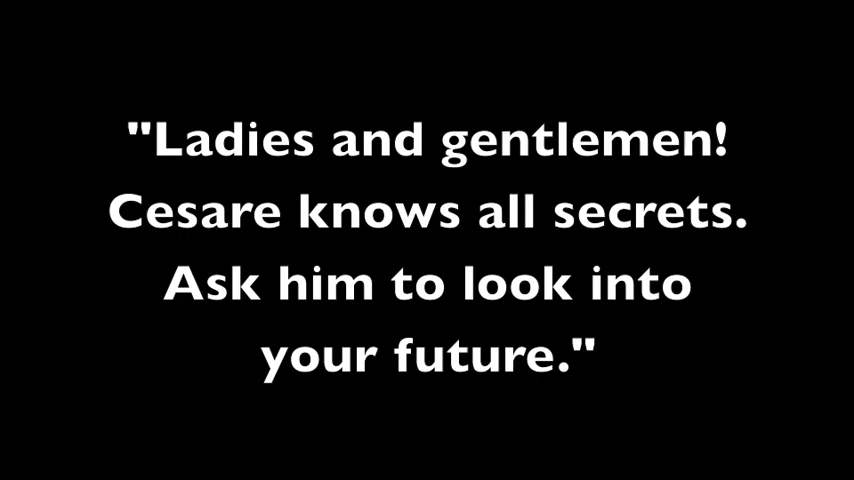 "Ladies and gentlemen!
Cesare knows all secrets.
Ask him to look into
your future."